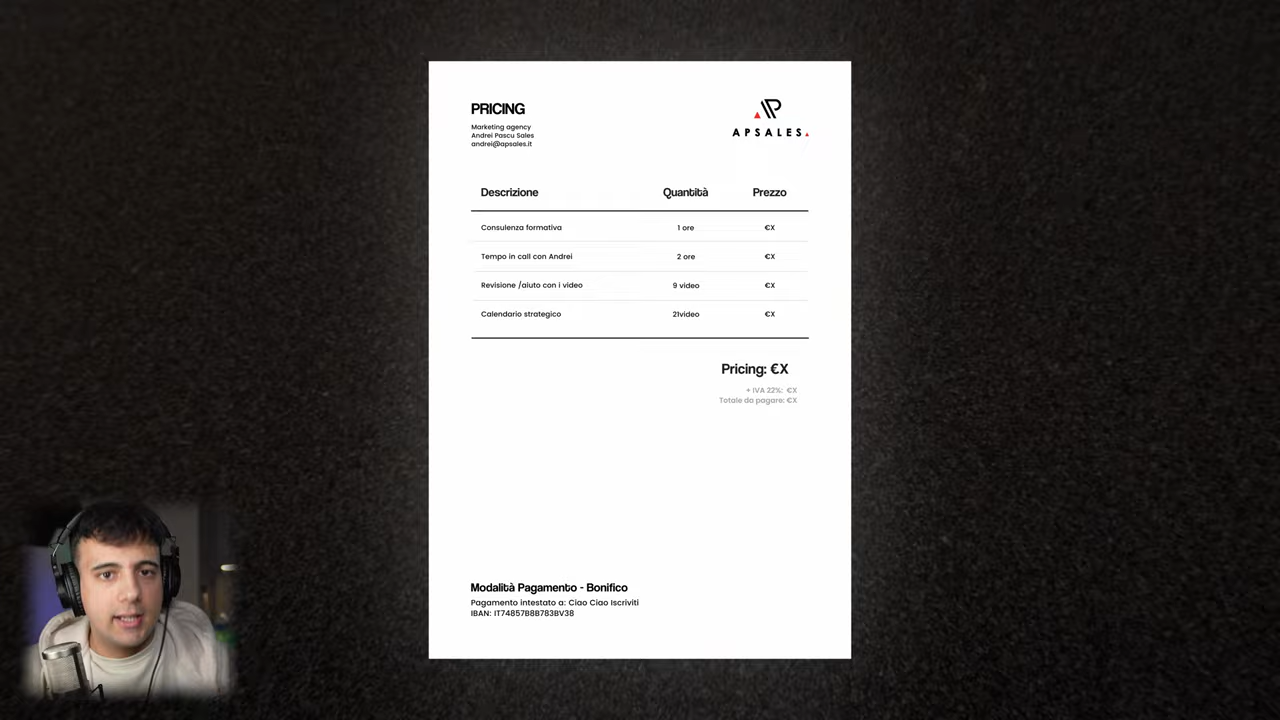 PRICING
Marketing agency
Andrei Pascu Sales
andrei@apsales.it
AP
APSALES.
Descrizione Quantità Prezzo
Consulenza formativa 1 ore €X
Tempo in call con Andrei 2 ore €X
Revisione /aiuto con i video 9 video €X
Calendario strategico 21video €X
Pricing: €X
+ IVA 22%: €X
Totale da pagare: €X
Modalità Pagamento - Bonifico
Pagamento intestato a: Ciao Ciao Iscriviti
IBAN: IT74857B8B783BV38